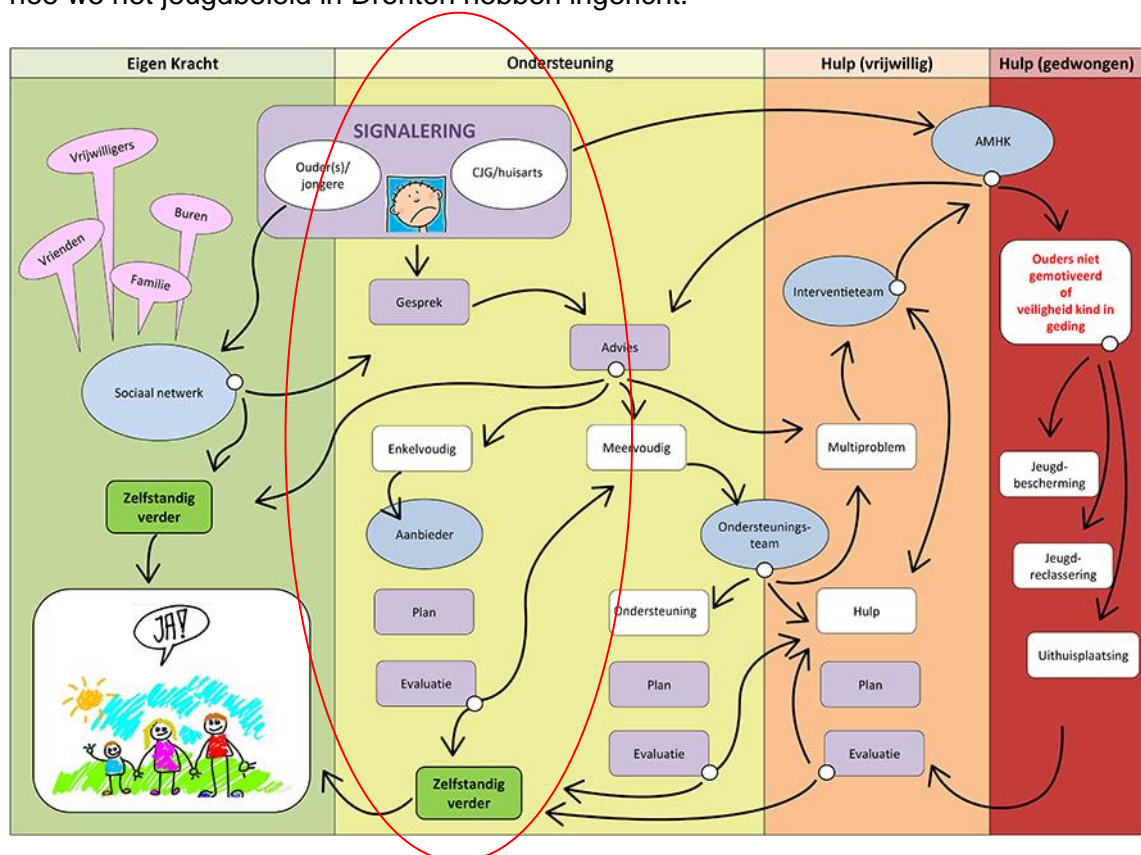 Eigen Kracht
Ondersteuning
Hulp (vrijwillig)
Hulp (gedwongen)
SIGNALERING
Ouder(s)/
jongere
CJG/huisarts
AMHK
Vrijwilligers
Buren
Vrienden
Familie
Gesprek
Interventieteam
Ouders niet
gemotiveerd
of
veiligheid kind in
geding
Advies
Sociaal netwerk
Enkelvoudig
Meervoudig
Multiproblem
Jeugd-
bescherming
Zelfstandig
verder
Aanbieder
Ondersteunings-
team
Jeugd-
reclassering
Plan
Ondersteuning
Hulp
JA!
Uithuisplaatsing
Evaluatie
Plan
Plan
Evaluatie
Evaluatie
Zelfstandig
verder